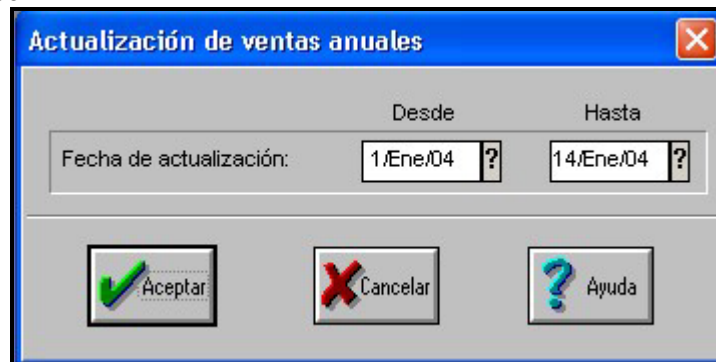 Actualización de ventas anuales
Desde Hasta
Fecha de actualización: 1/Ene/04 ? 14/Ene/04 ?
Aceptar Cancelar Ayuda